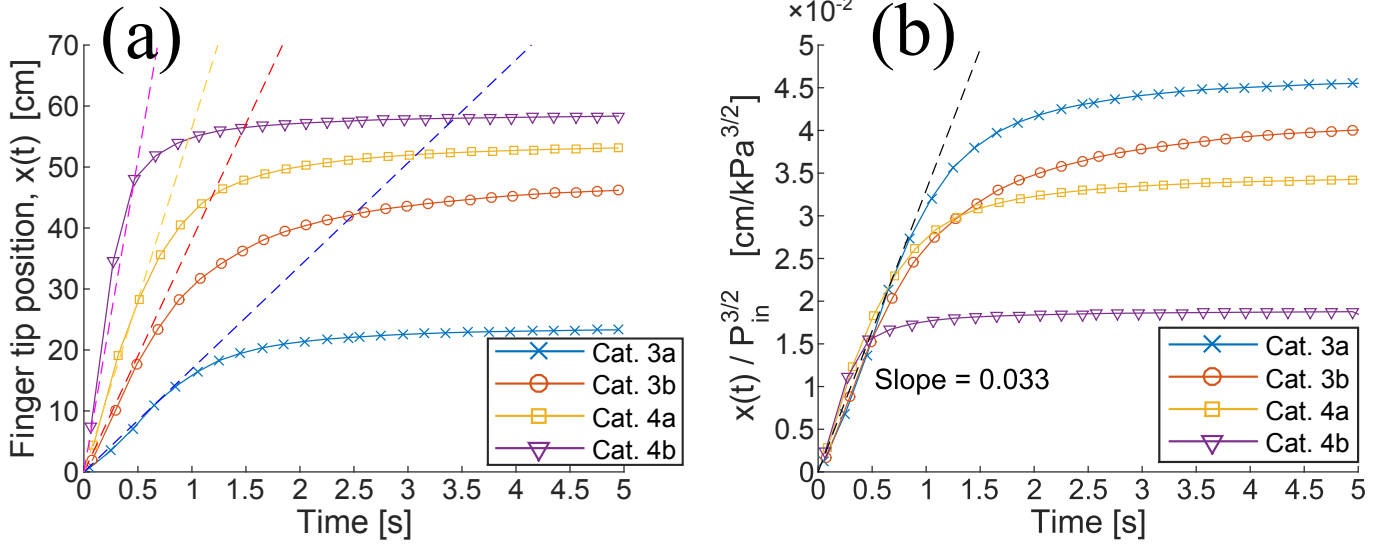 (a)
70
60
50
40
30
20
10
0
Finger tip position, x(t) [cm]
0 0.5 1 1.5 2 2.5 3 3.5 4 4.5 5
Time [s]
Cat. 3a
Cat. 3b
Cat. 4a
Cat. 4b
×10⁻²
(b)
5
4.5
4
3.5
3
2.5
2
1.5
1
0.5
0
x(t) / P_in^3/2 [cm/kPa^3/2]
Slope = 0.033
0 0.5 1 1.5 2 2.5 3 3.5 4 4.5 5
Time [s]
Cat. 3a
Cat. 3b
Cat. 4a
Cat. 4b